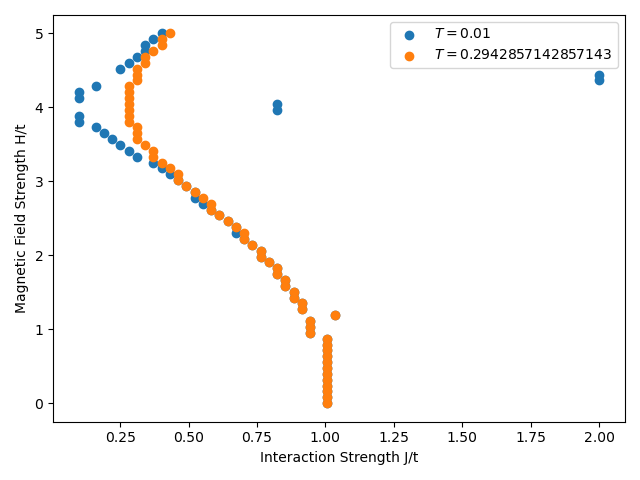 T = 0.01
T = 0.2942857142857143
Magnetic Field Strength H/t
5
4
3
2
1
0
0.25 0.50 0.75 1.00 1.25 1.50 1.75 2.00
Interaction Strength J/t